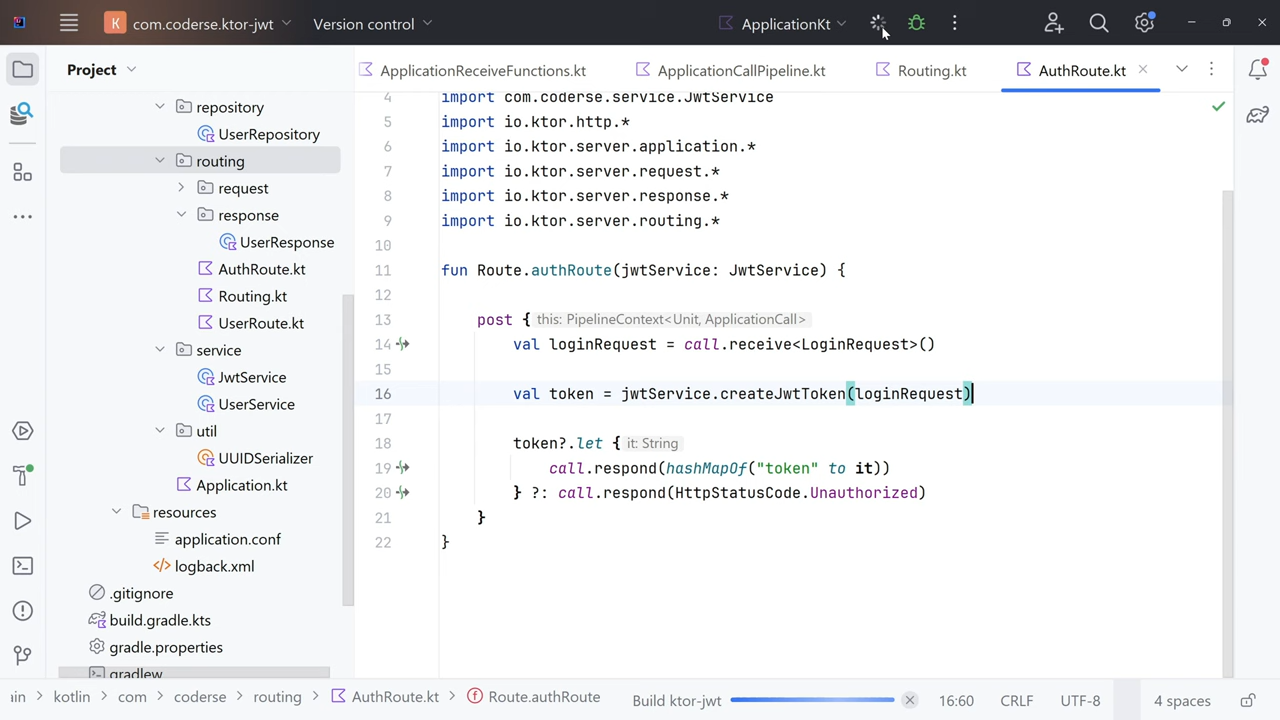 K com.coderse.ktor-jwt Version control ApplicationKt
Project
ApplicationReceiveFunctions.kt ApplicationCallPipeline.kt Routing.kt AuthRoute.kt
repository
UserRepository
routing
request
response
UserResponse
AuthRoute.kt
Routing.kt
UserRoute.kt
service
JwtService
UserService
util
UUIDSerializer
Application.kt
resources
application.conf
logback.xml
.gitignore
build.gradle.kts
gradle.properties
gradlew
4 import com.coderse.service.JwtService
5 import io.ktor.http.*
6 import io.ktor.server.application.*
7 import io.ktor.server.request.*
8 import io.ktor.server.response.*
9 import io.ktor.server.routing.*
10
11 fun Route.authRoute(jwtService: JwtService) {
12
13 post { this: PipelineContext<Unit, ApplicationCall>
14 val loginRequest = call.receive<LoginRequest>()
15
16 val token = jwtService.createJwtToken(loginRequest)
17
18 token?.let { it: String
19 call.respond(hashMapOf("token" to it))
20 } ?: call.respond(HttpStatusCode.Unauthorized)
21 }
22 }
ain > kotlin > com > coderse > routing > AuthRoute.kt > Route.authRoute Build ktor-jwt 16:60 CRLF UTF-8 4 spaces